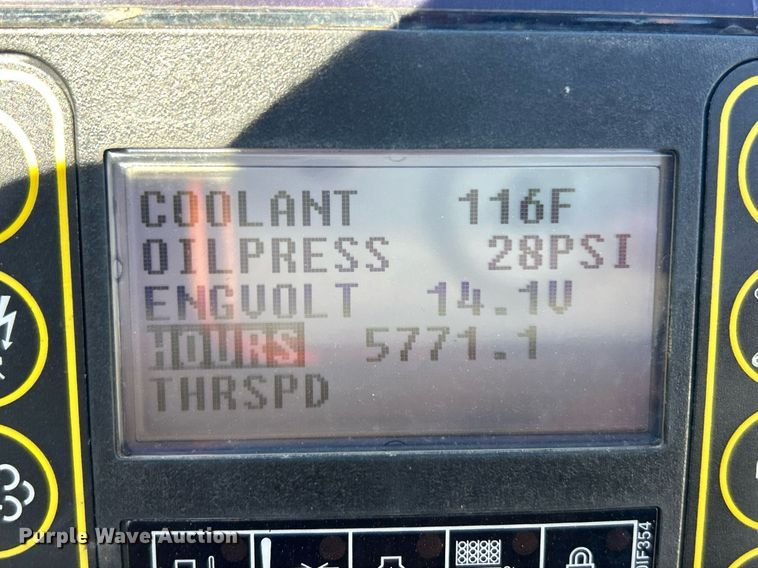 COOLANT 116F
OILPRESS 28PSI
ENGVOLT 14.1V
HOURS 5771.1
THRSPD
Purple Wave Auction